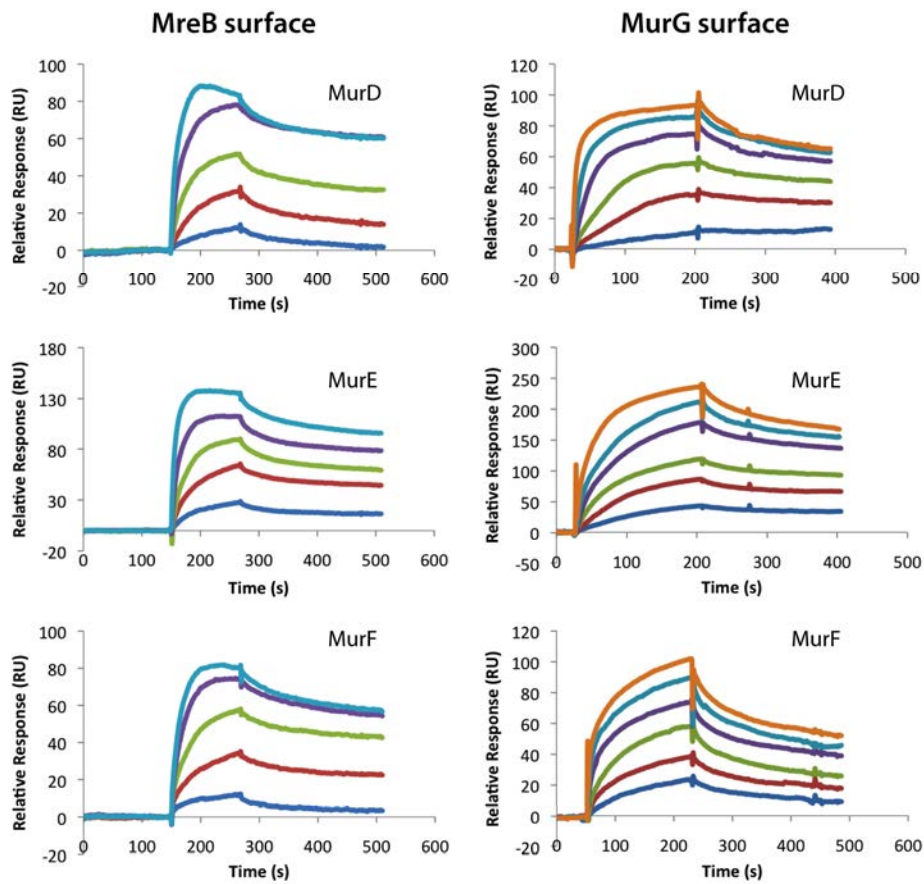 MreB surface
MurG surface
MurD
Relative Response (RU)
100
80
60
40
20
0
-20
0 100 200 300 400 500 600
Time (s)
MurD
Relative Response (RU)
120
100
80
60
40
20
0
-20
0 100 200 300 400 500
Time (s)
MurE
Relative Response (RU)
180
130
80
30
-20
0 100 200 300 400 500 600
Time (s)
MurE
Relative Response (RU)
300
250
200
150
100
50
0
-50
0 100 200 300 400 500
Time (s)
MurF
Relative Response (RU)
100
80
60
40
20
0
-20
0 100 200 300 400 500 600
Time (s)
MurF
Relative Response (RU)
120
100
80
60
40
20
0
-20
0 100 200 300 400 500 600
Time (s)